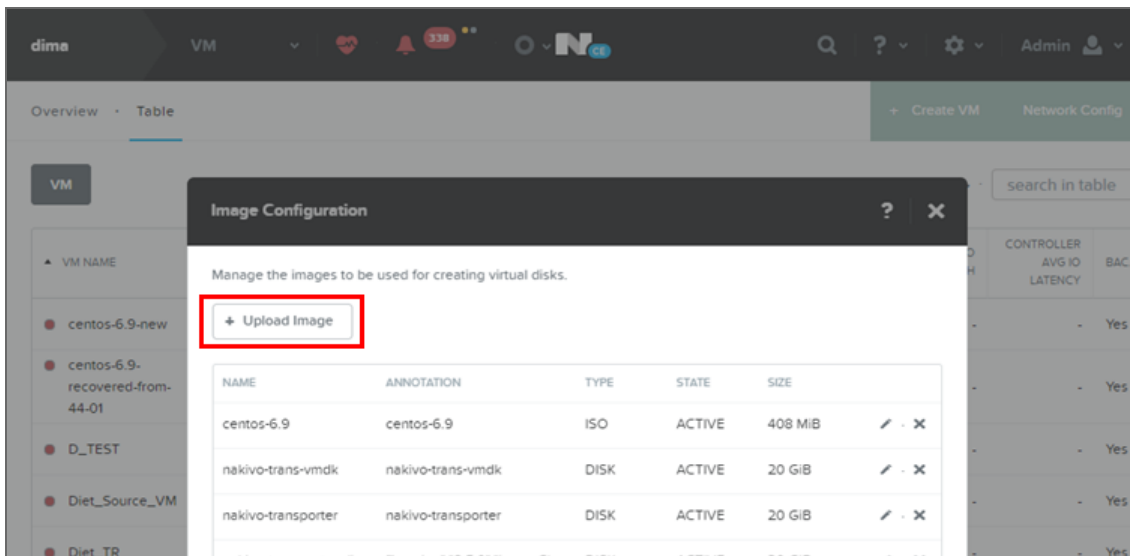 dima VM 338 N CE ? Admin
Overview · Table + Create VM Network Config
VM search in table
Image Configuration ?
VM NAME CONTROLLER
AVG IO BAC
LATENCY
Manage the images to be used for creating virtual disks.
+ Upload Image
centos-6.9-new - - Yes
centos-6.9-
recovered-from-
44-01 - - Yes
D_TEST - - Yes
Diet_Source_VM - - Yes
Diet_TR Yes
NAME ANNOTATION TYPE STATE SIZE
centos-6.9 centos-6.9 ISO ACTIVE 408 MiB
nakivo-trans-vmdk nakivo-trans-vmdk DISK ACTIVE 20 GiB
nakivo-transporter nakivo-transporter DISK ACTIVE 20 GiB